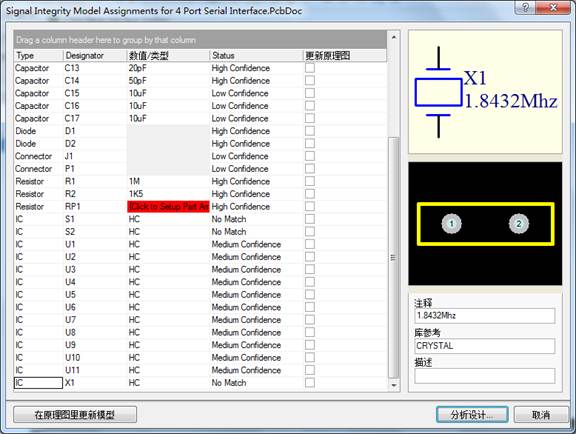 Signal Integrity Model Assignments for 4 Port Serial Interface.PcbDoc
Drag a column header here to group by that column
Type Designator 数值/类型 Status 更新原理图
Capacitor C13 20pF High Confidence
Capacitor C14 50pF High Confidence
Capacitor C15 10uF Low Confidence
Capacitor C16 10uF Low Confidence
Capacitor C17 10uF Low Confidence
Diode D1 High Confidence
Diode D2 High Confidence
Connector J1 Low Confidence
Connector P1 Low Confidence
Resistor R1 1M High Confidence
Resistor R2 1K5 High Confidence
Resistor RP1 (Click to Setup Part Arr High Confidence
IC S1 HC No Match
IC S2 HC No Match
IC U1 HC Medium Confidence
IC U2 HC Medium Confidence
IC U3 HC Medium Confidence
IC U4 HC Medium Confidence
IC U5 HC Medium Confidence
IC U6 HC Medium Confidence
IC U7 HC Medium Confidence
IC U8 HC Medium Confidence
IC U9 HC Medium Confidence
IC U10 HC Medium Confidence
IC U11 HC Medium Confidence
IC X1 HC No Match
X1
1.8432Mhz
1 2
注释
1.8432Mhz
库参考
CRYSTAL
描述
在原理图里更新模型 分析设计... 取消